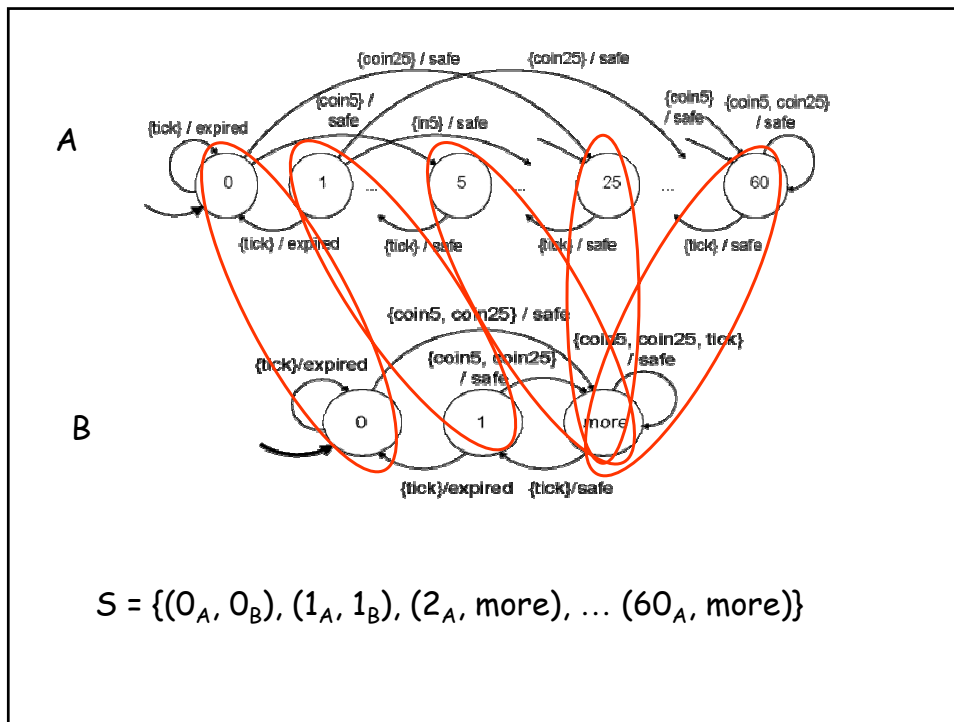 {coin25} / safe
{coin25} / safe
{coin5} /
safe
{in5} / safe
{coin5}
/ safe
{coin5, coin25}
/ safe
{tick} / expired
A
0
1
...
5
...
25
...
60
{tick} / expired
{tick} / safe
{tick} / safe
{tick} / safe
{coin5, coin25} / safe
{coin5, coin25, tick}
/ safe
{tick}/expired
{coin5, coin25}
/ safe
B
0
1
more
{tick}/expired
{tick}/safe
S = {(0A, 0B), (1A, 1B), (2A, more), … (60A, more)}